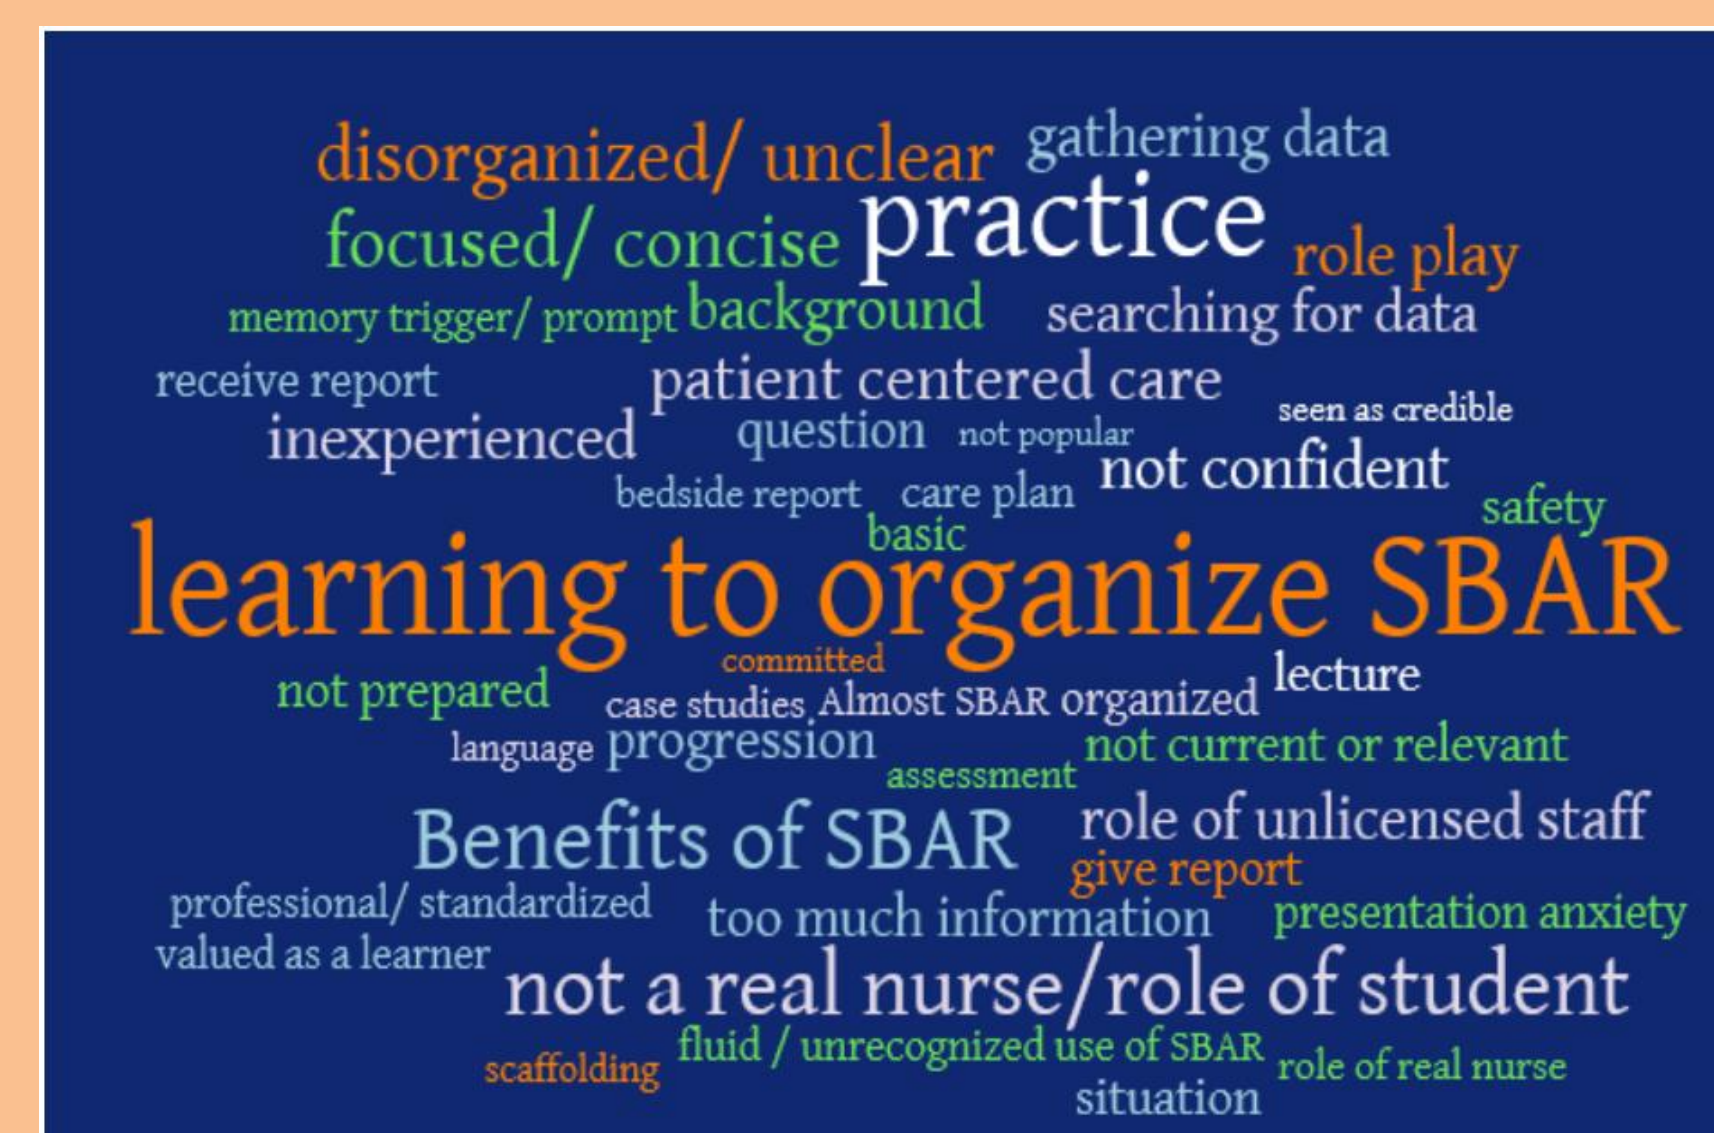 disorganized/ unclear gathering data
focused/ concise practice role play
memory trigger/ prompt background searching for data
receive report patient centered care seen as credible
inexperienced question not popular not confident
bedside report care plan safety
basic
learning to organize SBAR
committed lecture
not prepared case studies. Almost SBAR organized
language progression not current or relevant
assessment
Benefits of SBAR role of unlicensed staff
give report
professional/ standardized too much information presentation anxiety
valued as a learner not a real nurse/role of student
scaffolding fluid / unrecognized use of SBAR role of real nurse
situation